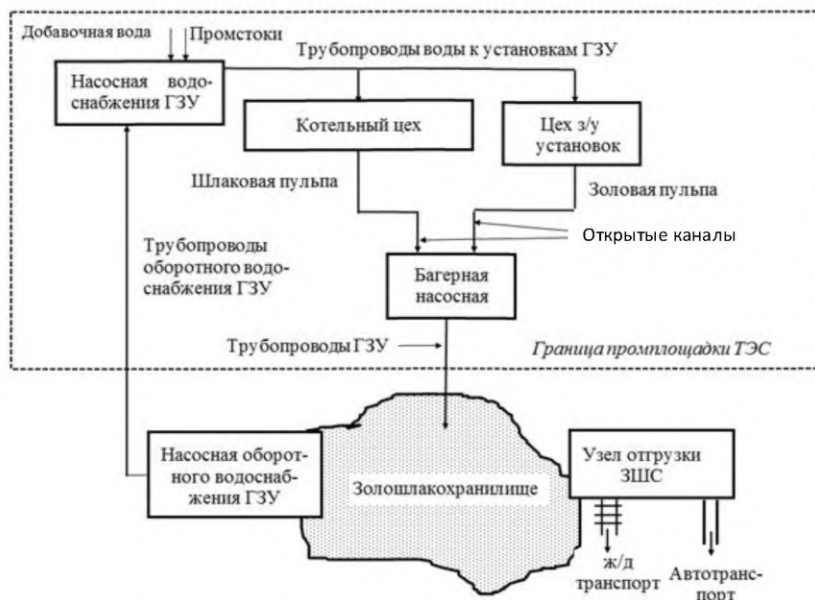 Добавочная вода
Промстоки
Трубопроводы воды к установкам ГЗУ
Насосная водо-
снабжения ГЗУ
Котельный цех
Цех з/у
установок
Шлаковая пульпа
Золовая пульпа
Открытые каналы
Трубопроводы
оборотного водо-
снабжения ГЗУ
Багерная
насосная
Трубопроводы ГЗУ
Граница промплощадки ТЭС
Насосная оборот-
ного водоснаб-
жения ГЗУ
Золошлакохранилище
Узел отгрузки
ЗШС
ж/д
транспорт
Автотранс-
порт